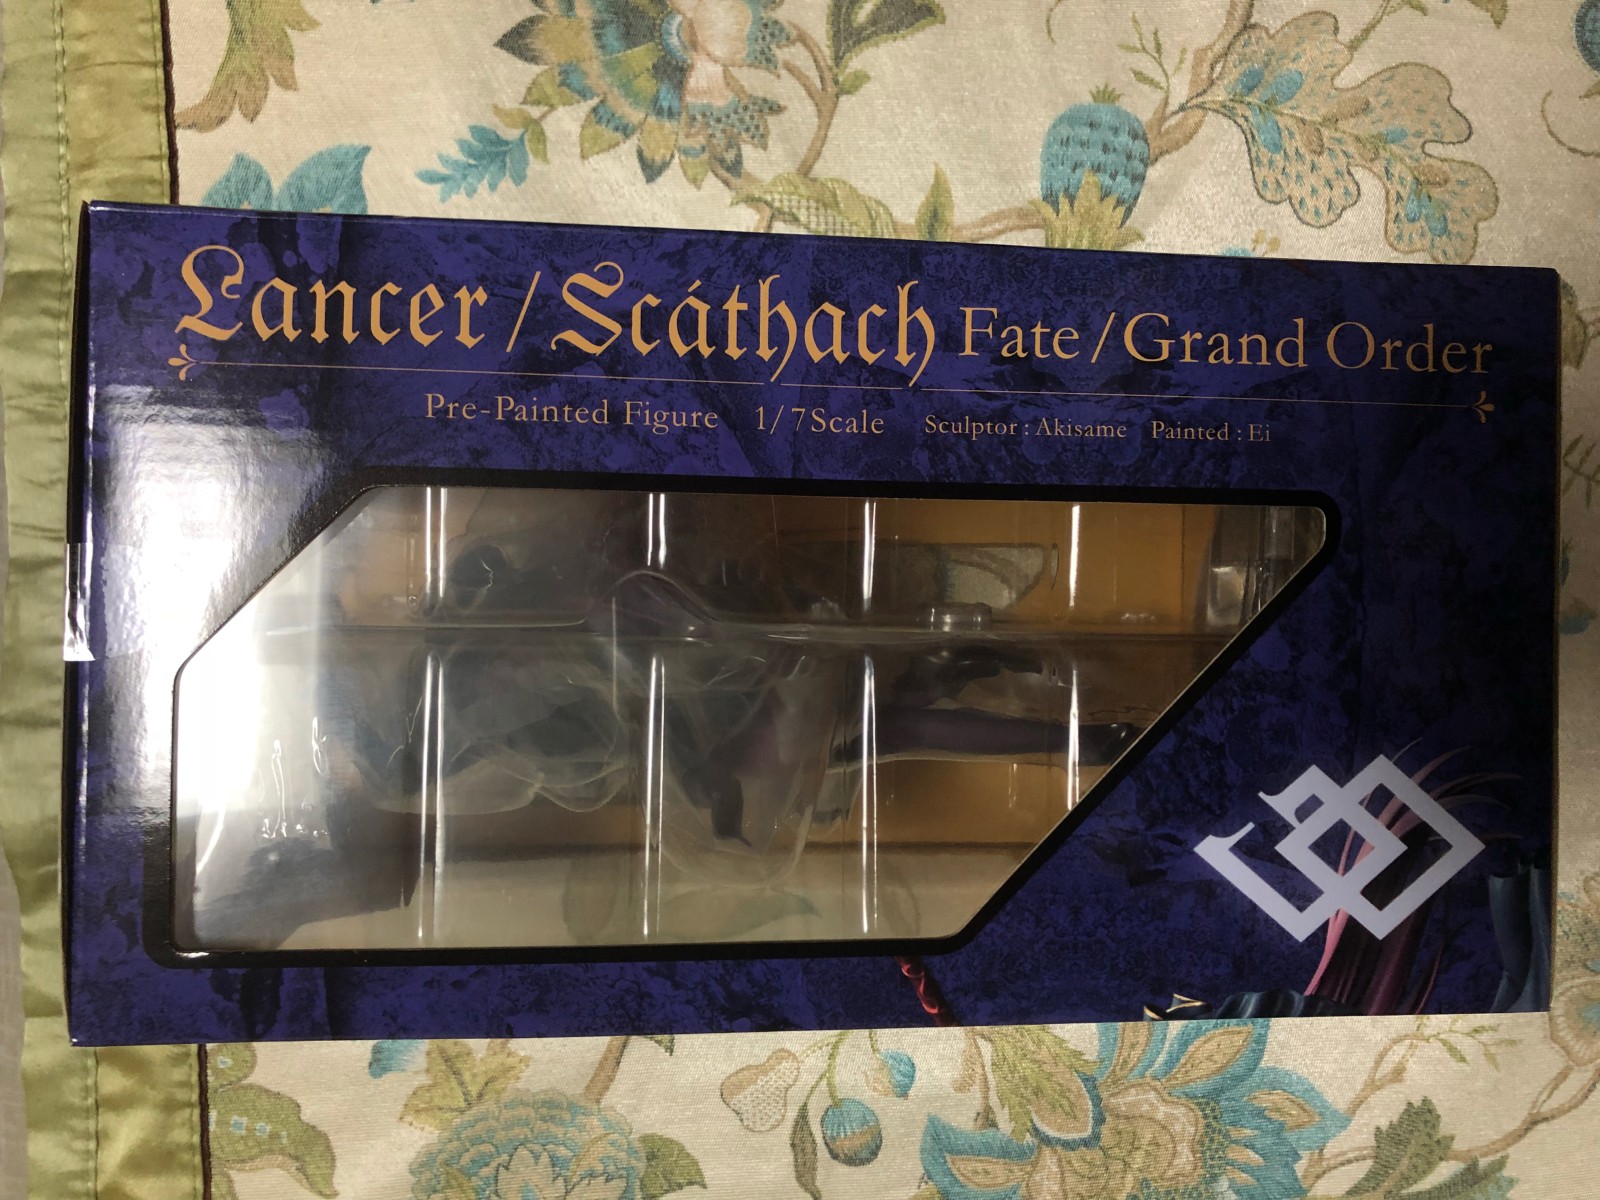 Lancer/Scáthach Fate/Grand Order
Pre-Painted Figure 1/7Scale Sculptor : Akisame Painted : Ei